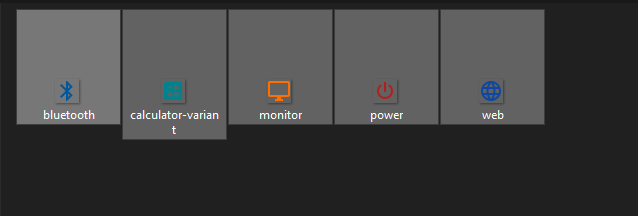 bluetooth
calculator-varian
t
monitor
power
web